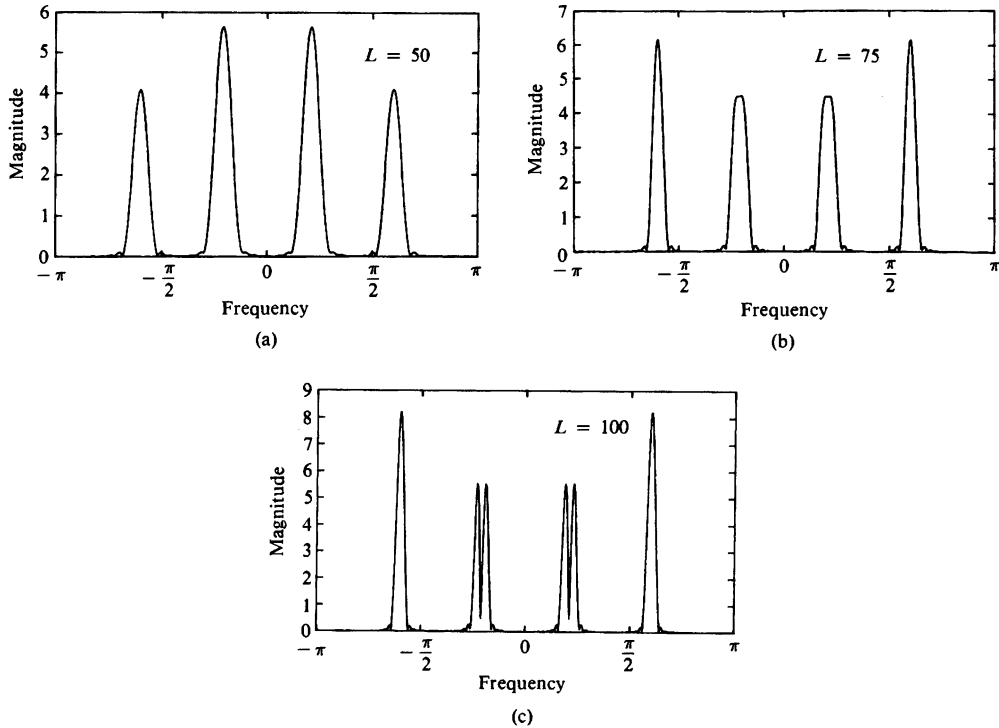 6
5
4
3
2
1
0
Magnitude
L = 50
−π
−π/2
0
π/2
π
Frequency
(a)
7
6
5
4
3
2
1
0
Magnitude
L = 75
−π
−π/2
0
π/2
π
Frequency
(b)
9
8
7
6
5
4
3
2
1
0
Magnitude
L = 100
−π
−π/2
0
π/2
π
Frequency
(c)